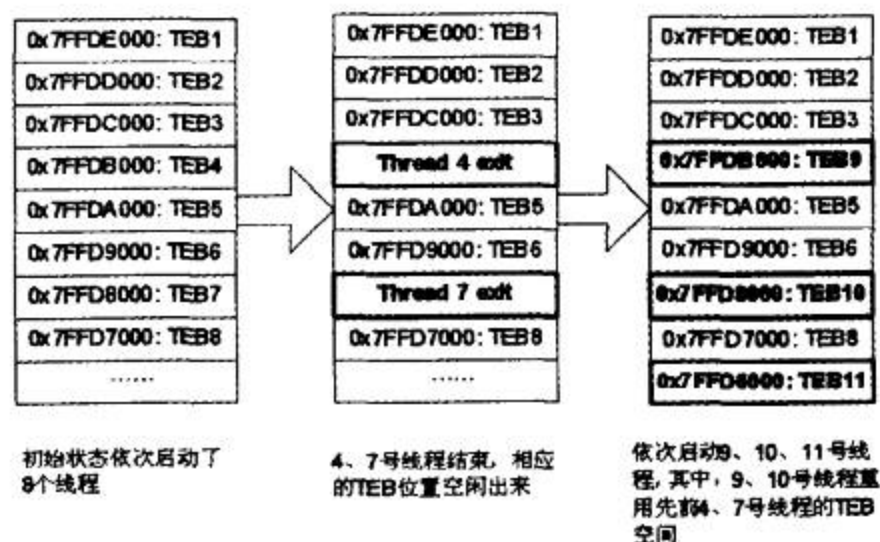 0x7FFDE000: TEB1
0x7FFDD000: TEB2
0x7FFDC000: TEB3
0x7FFDB000: TEB4
0x7FFDA000: TEB5
0x7FFD9000: TEB6
0x7FFD8000: TEB7
0x7FFD7000: TEB8
......
初始状态依次启动了
8个线程
0x7FFDE000: TEB1
0x7FFDD000: TEB2
0x7FFDC000: TEB3
Thread 4 exit
0x7FFDA000: TEB5
0x7FFD9000: TEB6
Thread 7 exit
0x7FFD7000: TEB8
......
4、7号线程结束，相应
的TEB位置空闲出来
0x7FFDE000: TEB1
0x7FFDD000: TEB2
0x7FFDC000: TEB3
0x7FFDB000: TEB9
0x7FFDA000: TEB5
0x7FFD9000: TEB6
0x7FFD8000: TEB10
0x7FFD7000: TEB8
0x7FFD6000: TEB11
依次启动9、10、11号线
程，其中，9、10号线程重
用先前4、7号线程的TEB
空间